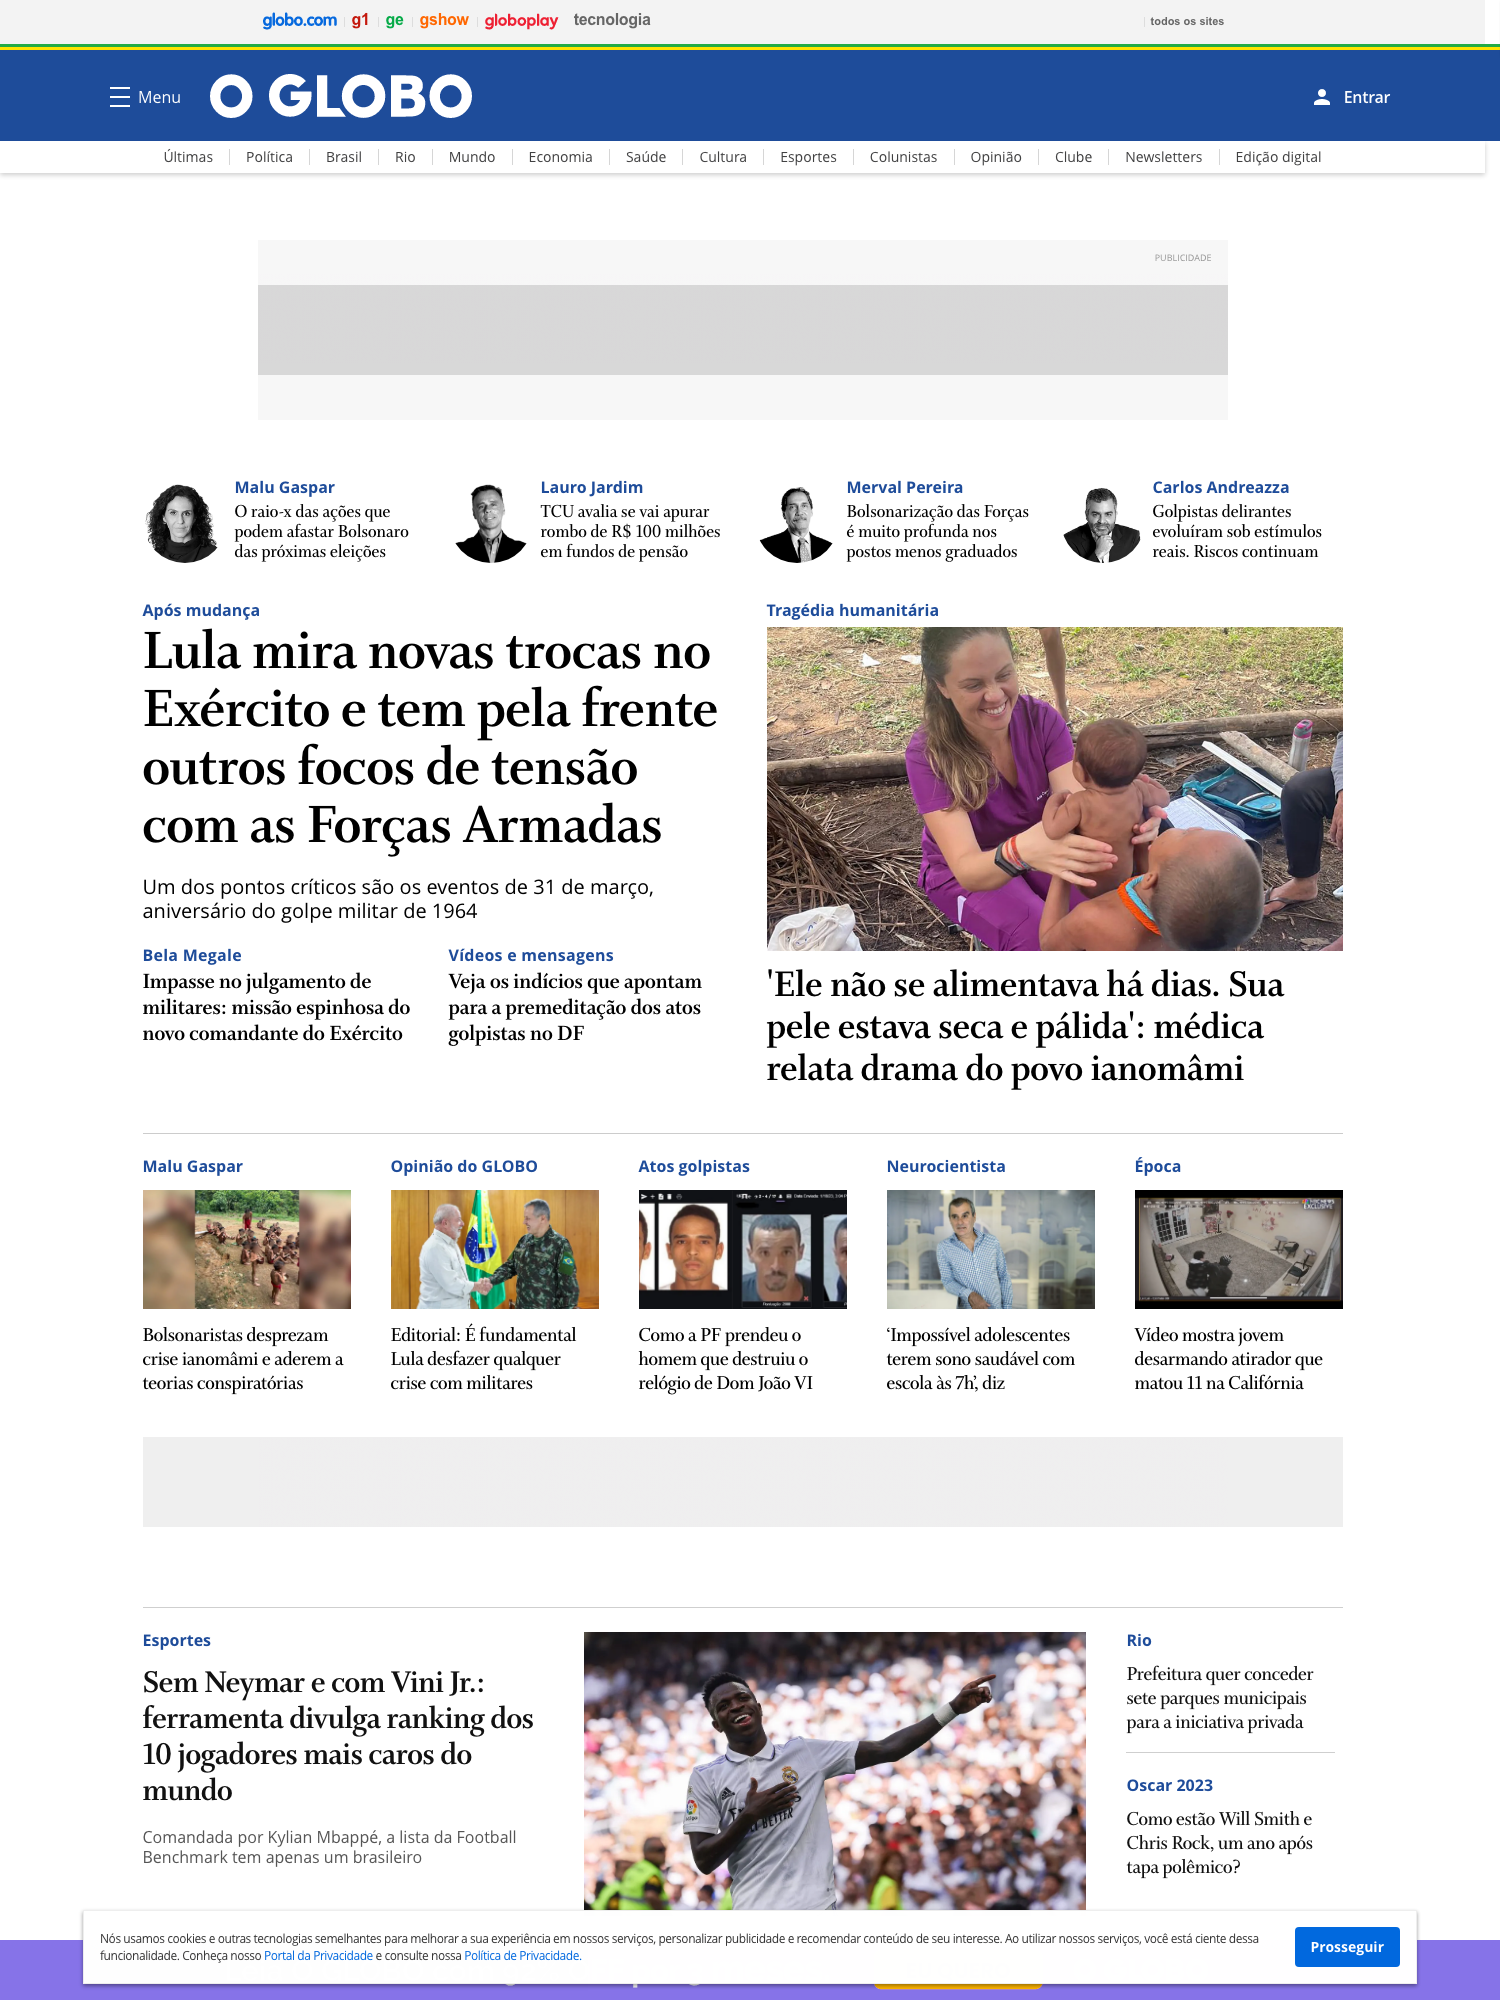 globo.com g1 ge gshow globoplay tecnologia todos os sites
Menu O GLOBO Entrar
Últimas Política Brasil Rio Mundo Economia Saúde Cultura Esportes Colunistas Opinião Clube Newsletters Edição digital
PUBLICIDADE
Malu Gaspar
O raio-x das ações que
podem afastar Bolsonaro
das próximas eleições
Lauro Jardim
TCU avalia se vai apurar
rombo de R$ 100 milhões
em fundos de pensão
Merval Pereira
Bolsonarização das Forças
é muito profunda nos
postos menos graduados
Carlos Andreazza
Golpistas delirantes
evoluíram sob estímulos
reais. Riscos continuam
Após mudança
Lula mira novas trocas no
Exército e tem pela frente
outros focos de tensão
com as Forças Armadas
Um dos pontos críticos são os eventos de 31 de março,
aniversário do golpe militar de 1964
Bela Megale
Impasse no julgamento de
militares: missão espinhosa do
novo comandante do Exército
Vídeos e mensagens
Veja os indícios que apontam
para a premeditação dos atos
golpistas no DF
Tragédia humanitária
'Ele não se alimentava há dias. Sua
pele estava seca e pálida': médica
relata drama do povo ianomâmi
Malu Gaspar
Bolsonaristas desprezam
crise ianomâmi e aderem a
teorias conspiratórias
Opinião do GLOBO
Editorial: É fundamental
Lula desfazer qualquer
crise com militares
Atos golpistas
Como a PF prendeu o
homem que destruiu o
relógio de Dom João VI
Neurocientista
‘Impossível adolescentes
terem sono saudável com
escola às 7h’, diz
Época
EXCLUSIVE
Vídeo mostra jovem
desarmando atirador que
matou 11 na Califórnia
Esportes
Sem Neymar e com Vini Jr.:
ferramenta divulga ranking dos
10 jogadores mais caros do
mundo
Comandada por Kylian Mbappé, a lista da Football
Benchmark tem apenas um brasileiro
Rio
Prefeitura quer conceder
sete parques municipais
para a iniciativa privada
Oscar 2023
Como estão Will Smith e
Chris Rock, um ano após
tapa polêmico?
Nós usamos cookies e outras tecnologias semelhantes para melhorar a sua experiência em nossos serviços, personalizar publicidade e recomendar conteúdo de seu interesse. Ao utilizar nossos serviços, você está ciente dessa
funcionalidade. Conheça nosso Portal da Privacidade e consulte nossa Política de Privacidade.
Prosseguir